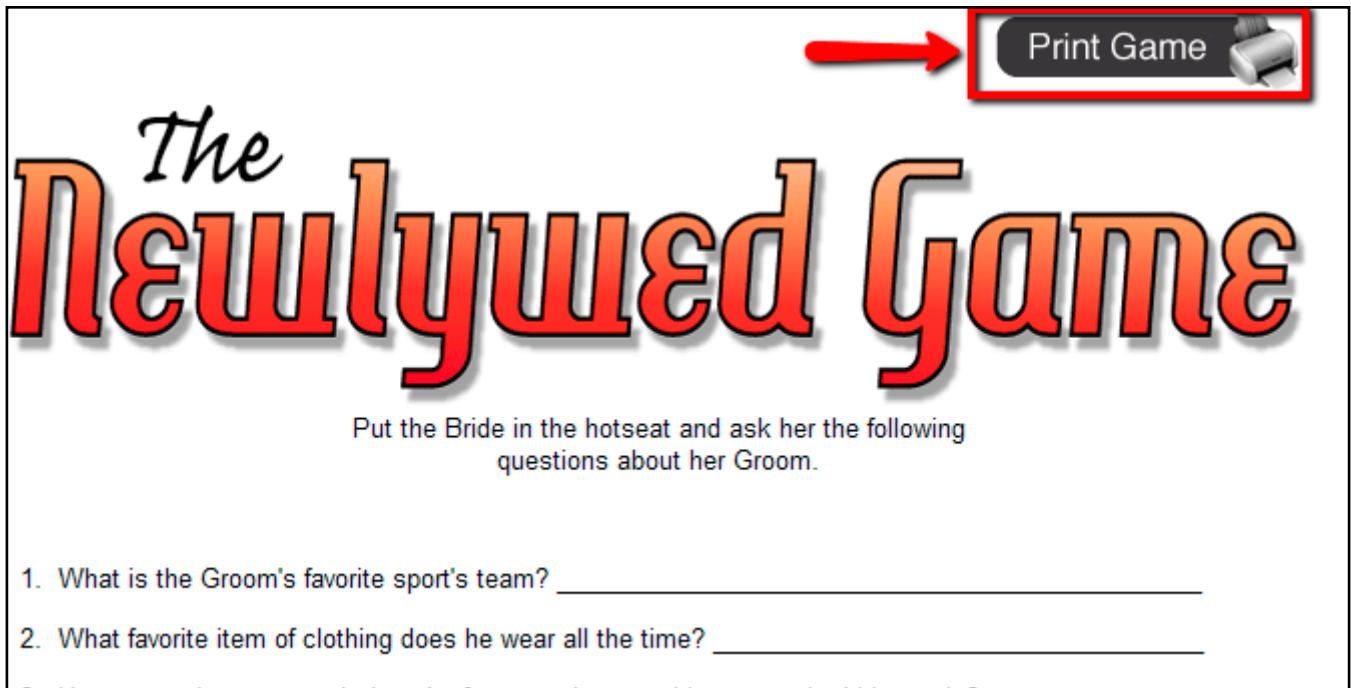 Print Game
The
Newlywed Game
Put the Bride in the hotseat and ask her the following
questions about her Groom.
1. What is the Groom's favorite sport's team? ______________________
2. What favorite item of clothing does he wear all the time? ______________________